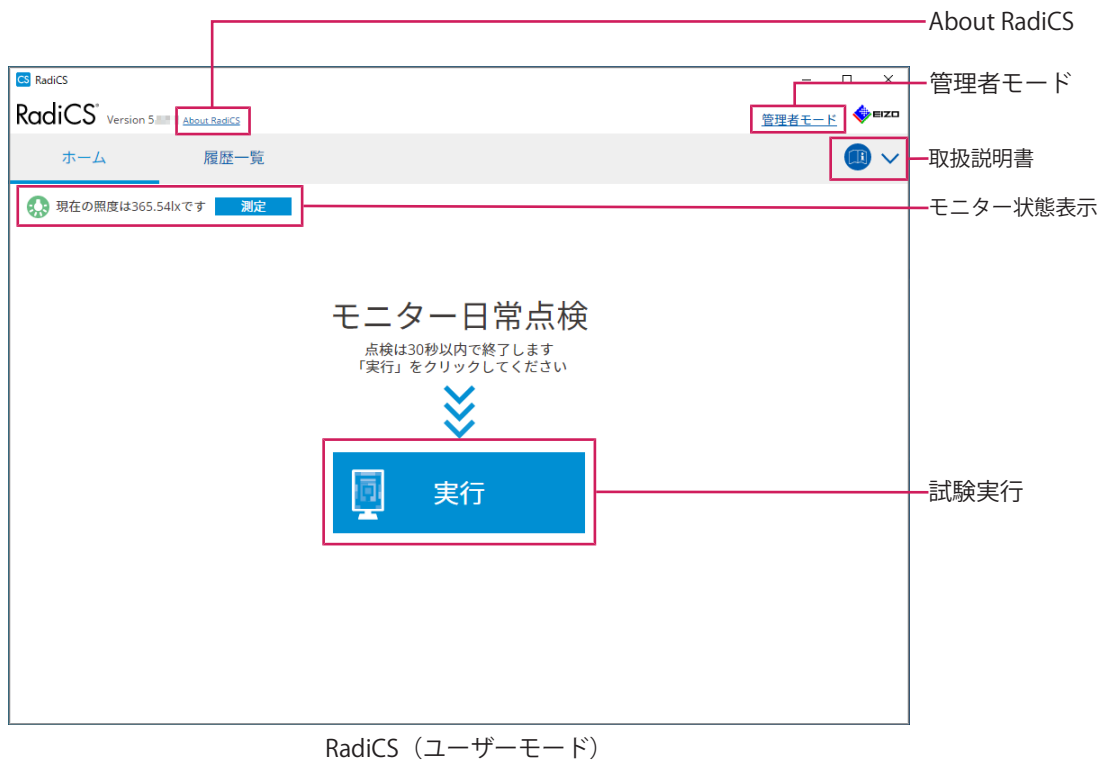 About RadiCS
CS RadiCS
管理者モード
RadiCS® Version 5. About RadiCS
管理者モード
EIZO
ホーム
履歴一覧
取扱説明書
現在の照度は365.54lxです
測定
モニター状態表示
モニター日常点検
点検は30秒以内で終了します
「実行」をクリックしてください
実行
試験実行
RadiCS（ユーザーモード）